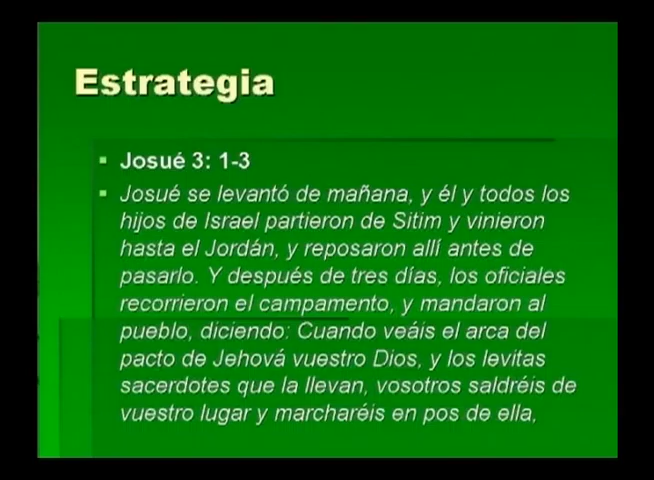 Estrategia
Josué 3: 1-3
Josué se levantó de mañana, y él y todos los
hijos de Israel partieron de Sitim y vinieron
hasta el Jordán, y reposaron allí antes de
pasarlo. Y después de tres días, los oficiales
recorrieron el campamento, y mandaron al
pueblo, diciendo: Cuando veáis el arca del
pacto de Jehová vuestro Dios, y los levitas
sacerdotes que la llevan, vosotros saldréis de
vuestro lugar y marcharéis en pos de ella,